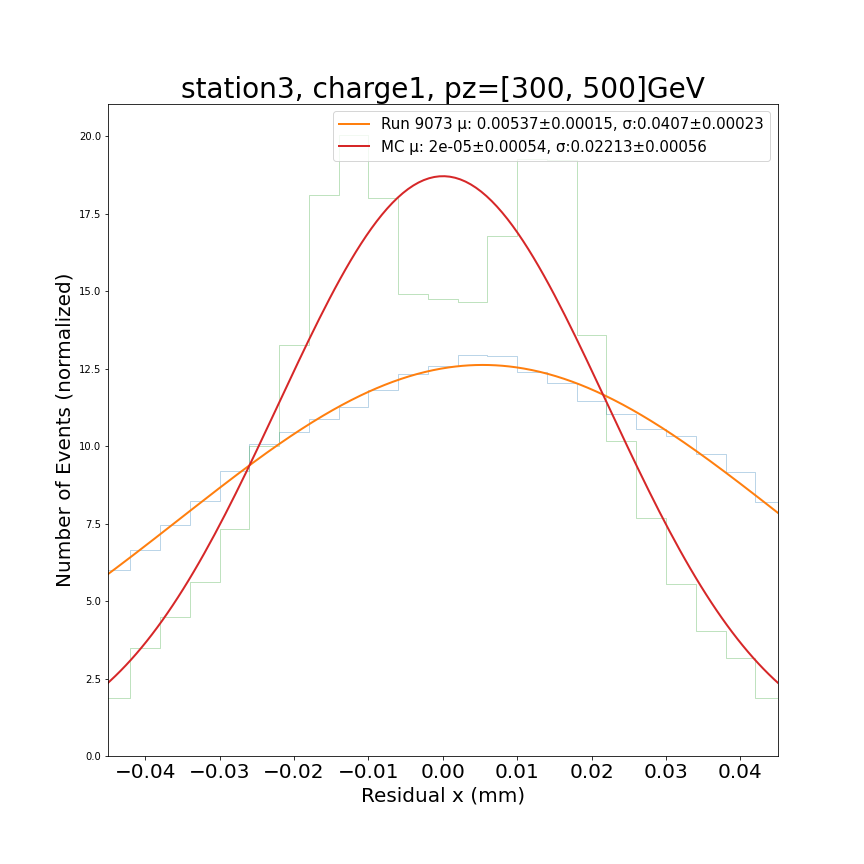 station3, charge1, pz=[300, 500]GeV
Run 9073 μ: 0.00537±0.00015, σ:0.0407±0.00023
MC μ: 2e-05±0.00054, σ:0.02213±0.00056
Number of Events (normalized)
20.0
17.5
15.0
12.5
10.0
7.5
5.0
2.5
0.0
−0.04 −0.03 −0.02 −0.01 0.00 0.01 0.02 0.03 0.04
Residual x (mm)